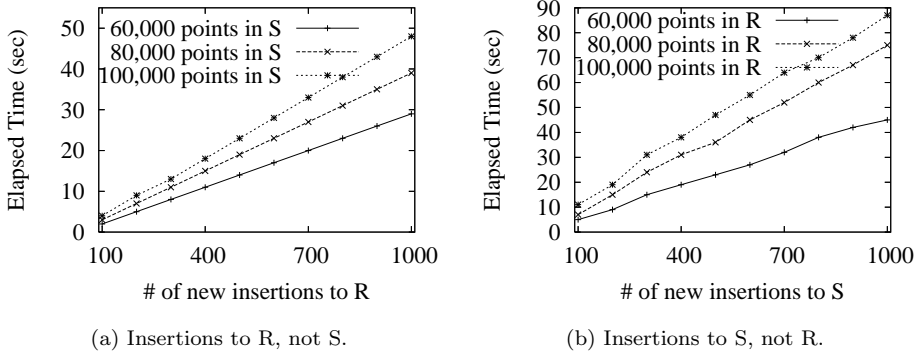 60,000 points in S
80,000 points in S
100,000 points in S
50
40
30
20
10
0
Elapsed Time (sec)
100
400
700
1000
# of new insertions to R
(a) Insertions to R, not S.
60,000 points in R
80,000 points in R
100,000 points in R
90
80
70
60
50
40
30
20
10
0
Elapsed Time (sec)
100
400
700
1000
# of new insertions to S
(b) Insertions to S, not R.